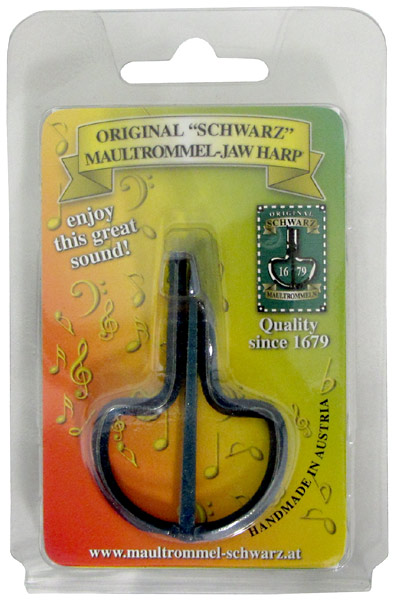 ORIGINAL “SCHWARZ”
MAULTROMMEL-JAW HARP
enjoy
this great
sound!
ORIGINAL
SCHWARZ
16 79
MAULTROMMELN
Quality
since 1679
HANDMADE IN AUSTRIA
www.maultrommel-schwarz.at